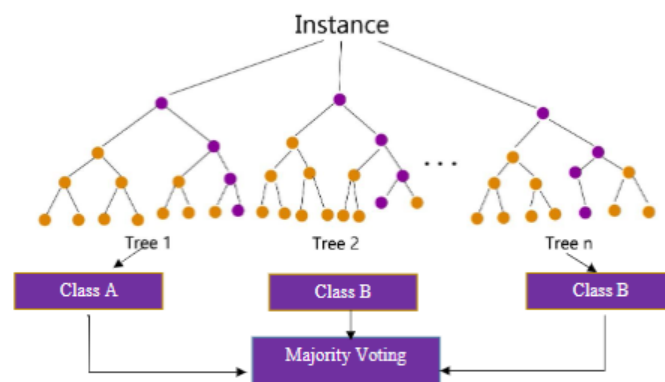 Instance
...
Tree 1
Tree 2
Tree n
Class A
Class B
Class B
Majority Voting